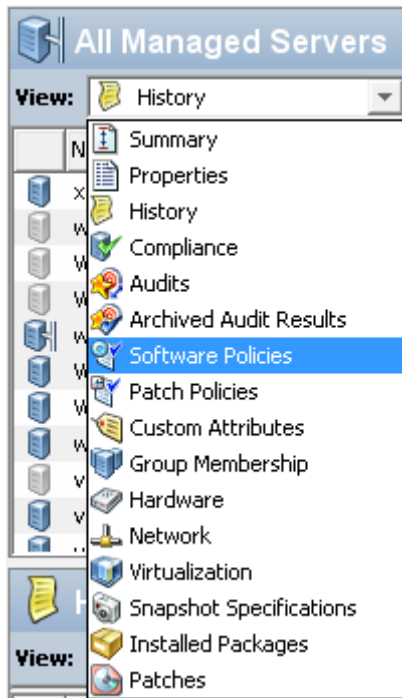 All Managed Servers
View: History
N
Summary
Properties
History
Compliance
Audits
Archived Audit Results
Software Policies
Patch Policies
Custom Attributes
Group Membership
Hardware
Network
Virtualization
Snapshot Specifications
Installed Packages
View:
Patches